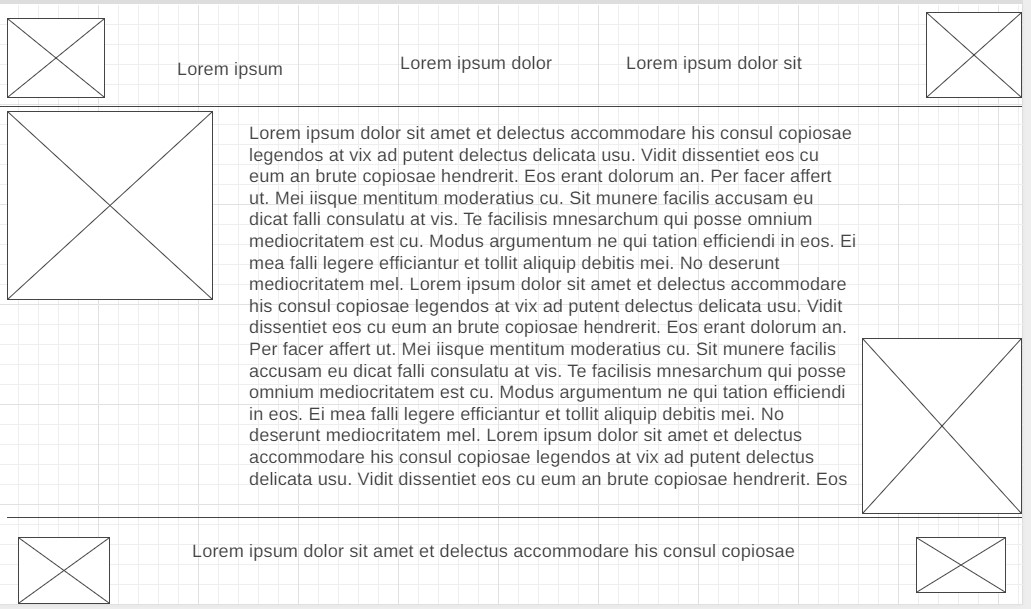 Lorem ipsum
Lorem ipsum dolor
Lorem ipsum dolor sit
Lorem ipsum dolor sit amet et delectus accommodare his consul copiosae
legendos at vix ad putent delectus delicata usu. Vidit dissentiet eos cu
eum an brute copiosae hendrerit. Eos erant dolorum an. Per facer affert
ut. Mei iisque mentitum moderatius cu. Sit munere facilis accusam eu
dicat falli consulatu at vis. Te facilisis mnesarchum qui posse omnium
mediocritatem est cu. Modus argumentum ne qui tation efficiendi in eos. Ei
mea falli legere efficiantur et tollit aliquip debitis mei. No deserunt
mediocritatem mel. Lorem ipsum dolor sit amet et delectus accommodare
his consul copiosae legendos at vix ad putent delectus delicata usu. Vidit
dissentiet eos cu eum an brute copiosae hendrerit. Eos erant dolorum an.
Per facer affert ut. Mei iisque mentitum moderatius cu. Sit munere facilis
accusam eu dicat falli consulatu at vis. Te facilisis mnesarchum qui posse
omnium mediocritatem est cu. Modus argumentum ne qui tation efficiendi
in eos. Ei mea falli legere efficiantur et tollit aliquip debitis mei. No
deserunt mediocritatem mel. Lorem ipsum dolor sit amet et delectus
accommodare his consul copiosae legendos at vix ad putent delectus
delicata usu. Vidit dissentiet eos cu eum an brute copiosae hendrerit. Eos
Lorem ipsum dolor sit amet et delectus accommodare his consul copiosae